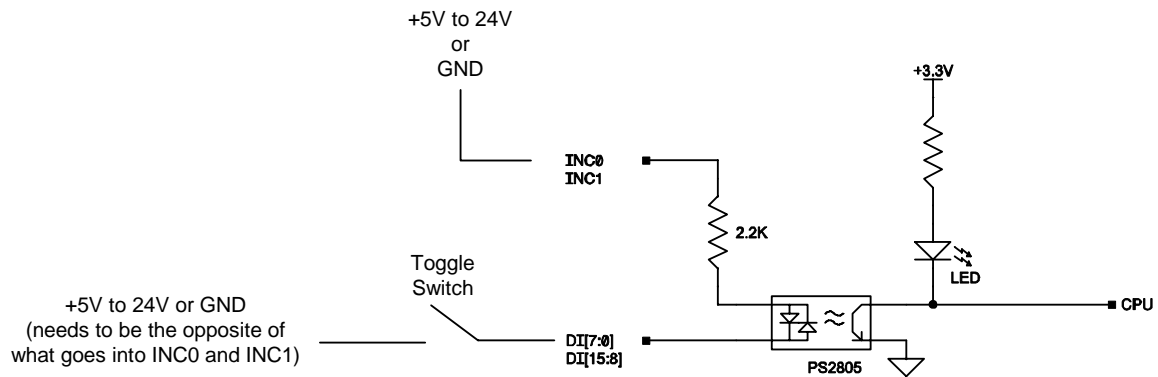 +5V to 24V
or
GND
+3.3V
INC0
INC1
2.2K
LED
Toggle
Switch
+5V to 24V or GND
(needs to be the opposite of
what goes into INC0 and INC1)
CPU
DI[7:0]
DI[15:8]
PS2805